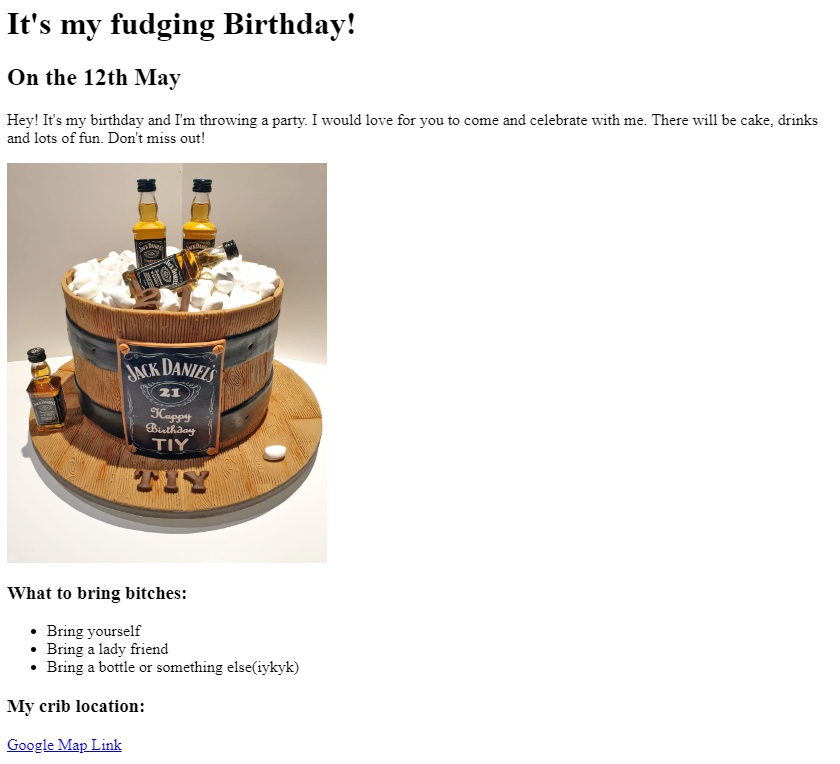 It's my fudging Birthday!
On the 12th May
Hey! It's my birthday and I'm throwing a party. I would love for you to come and celebrate with me. There will be cake, drinks
and lots of fun. Don't miss out!
JACK DANIEL'S
21
Happy
Birthday
TIY
TIY
What to bring bitches:
Bring yourself
Bring a lady friend
Bring a bottle or something else(iykyk)
My crib location:
Google Map Link